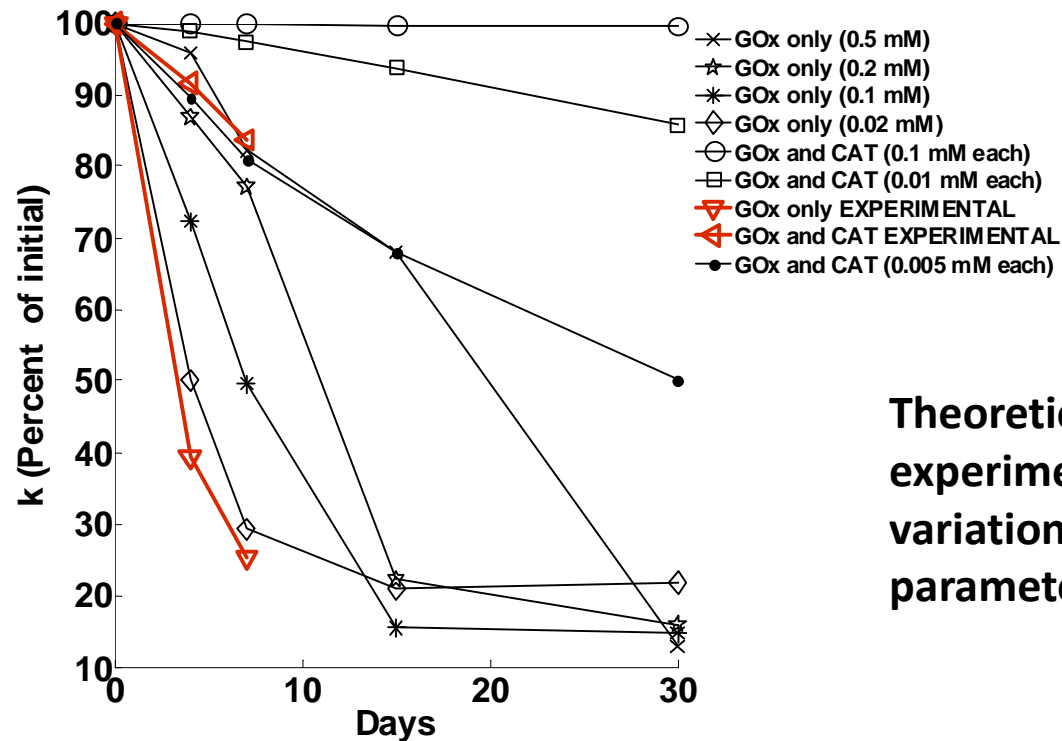 100
90
80
70
60
50
40
30
20
10
0
10
20
30
k (Percent of initial)
Days
GOx only (0.5 mM)
GOx only (0.2 mM)
GOx only (0.1 mM)
GOx only (0.02 mM)
GOx and CAT (0.1 mM each)
GOx and CAT (0.01 mM each)
GOx only EXPERIMENTAL
GOx and CAT EXPERIMENTAL
GOx and CAT (0.005 mM each)
variation